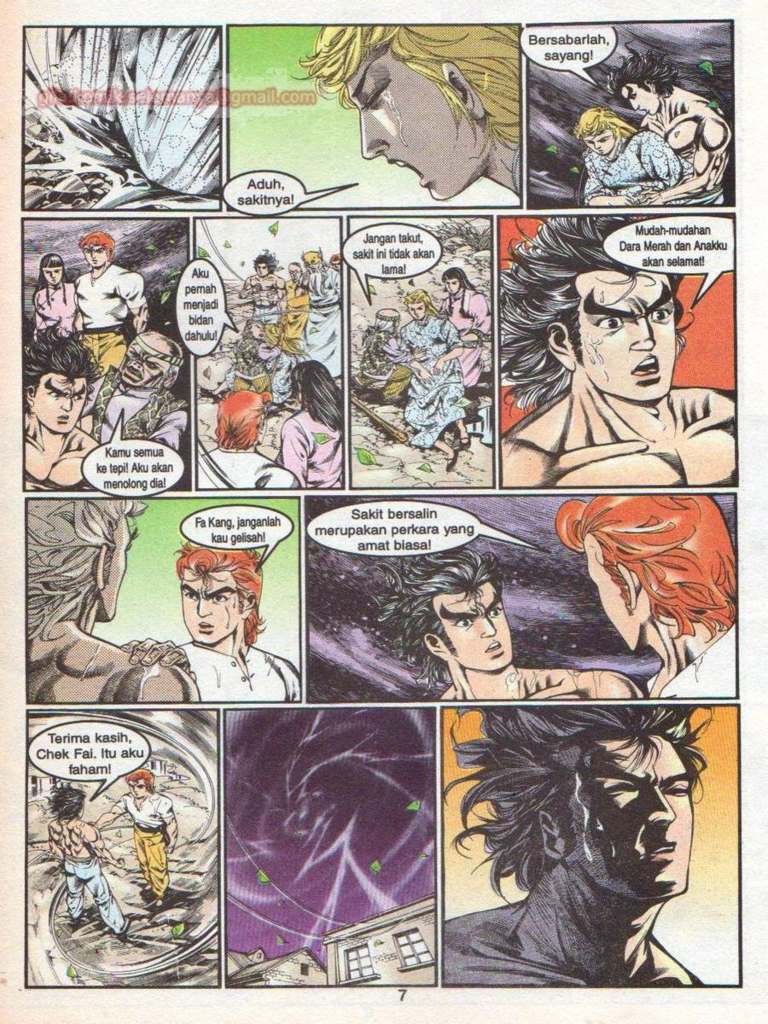 Aduh,
sakitnya!
Bersabarlah,
sayang!
Kamu semua
ke tepi! Aku akan
menolong dia!
Aku
pernah
menjadi
bidan
dahulu!
Jangan takut,
sakit ini tidak akan
lama!
Mudah-mudahan
Dara Merah dan Anakku
akan selamat!
Fa Kang, janganlah
kau gelisah!
Sakit bersalin
merupakan perkara yang
amat biasa!
Terima kasih,
Chek Fai. Itu aku
faham!
7